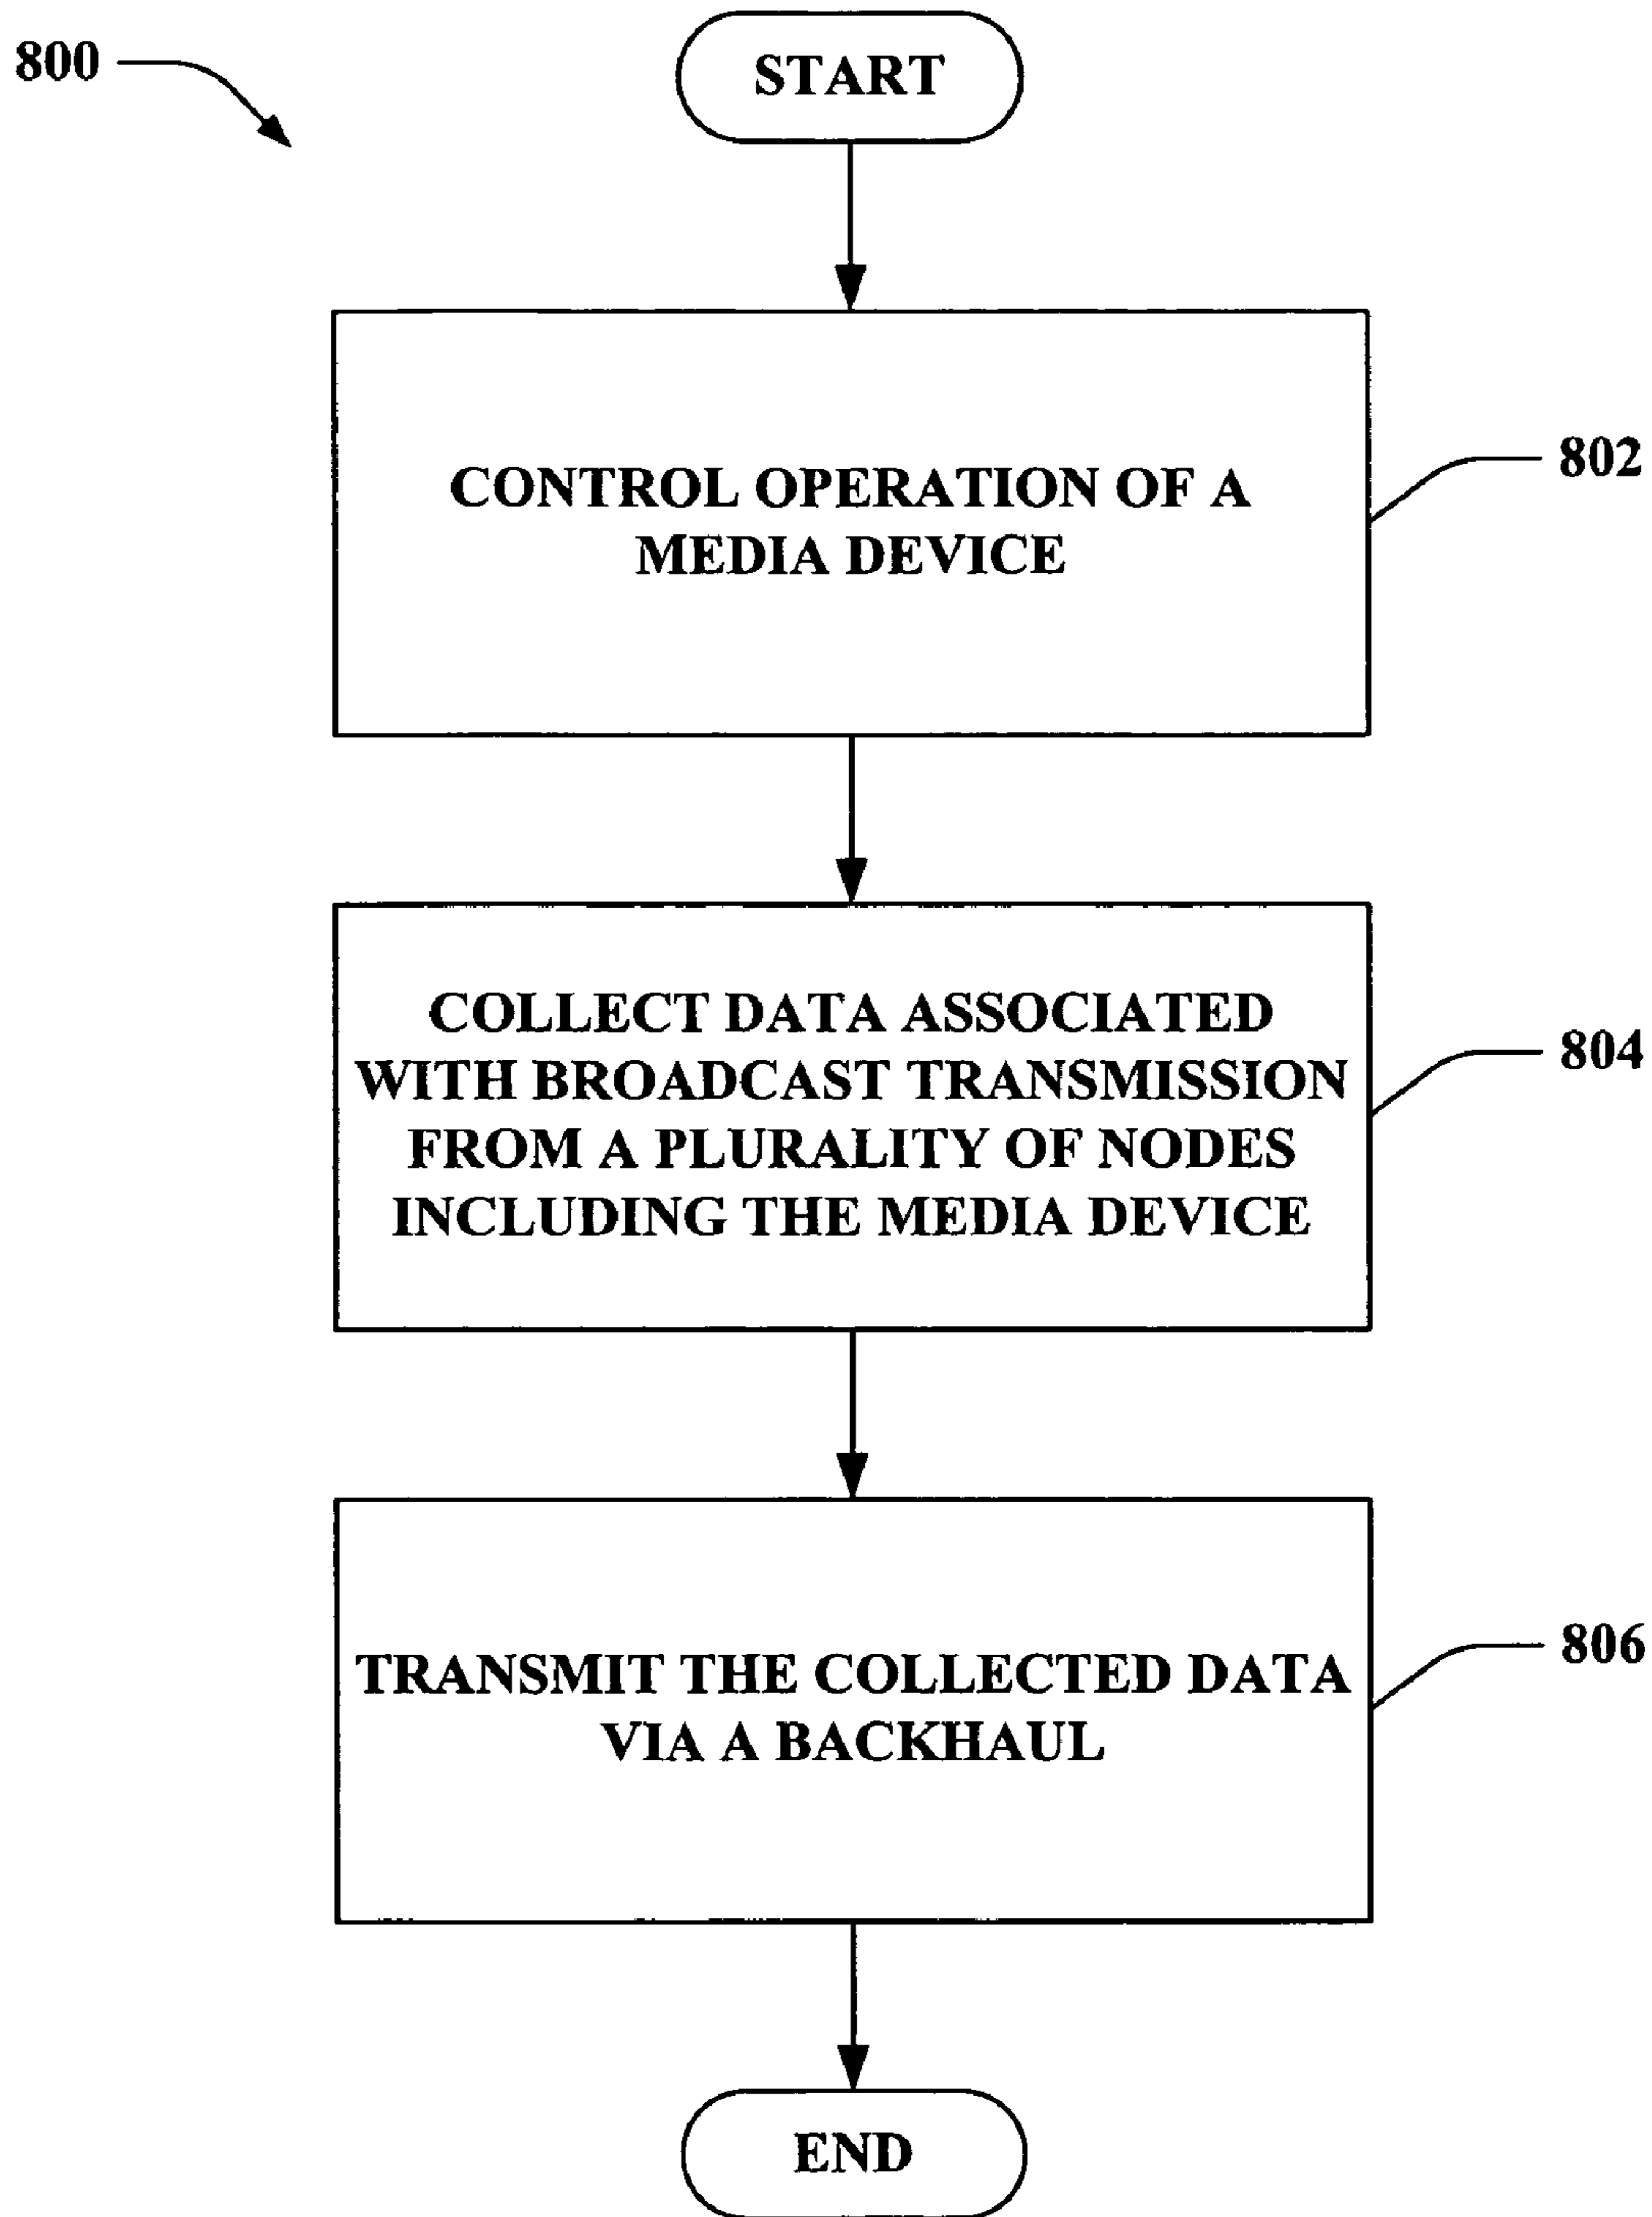 800
START
CONTROL OPERATION OF A
MEDIA DEVICE
802
COLLECT DATA ASSOCIATED
WITH BROADCAST TRANSMISSION
FROM A PLURALITY OF NODES
INCLUDING THE MEDIA DEVICE
804
TRANSMIT THE COLLECTED DATA
VIA A BACKHAUL
806
END